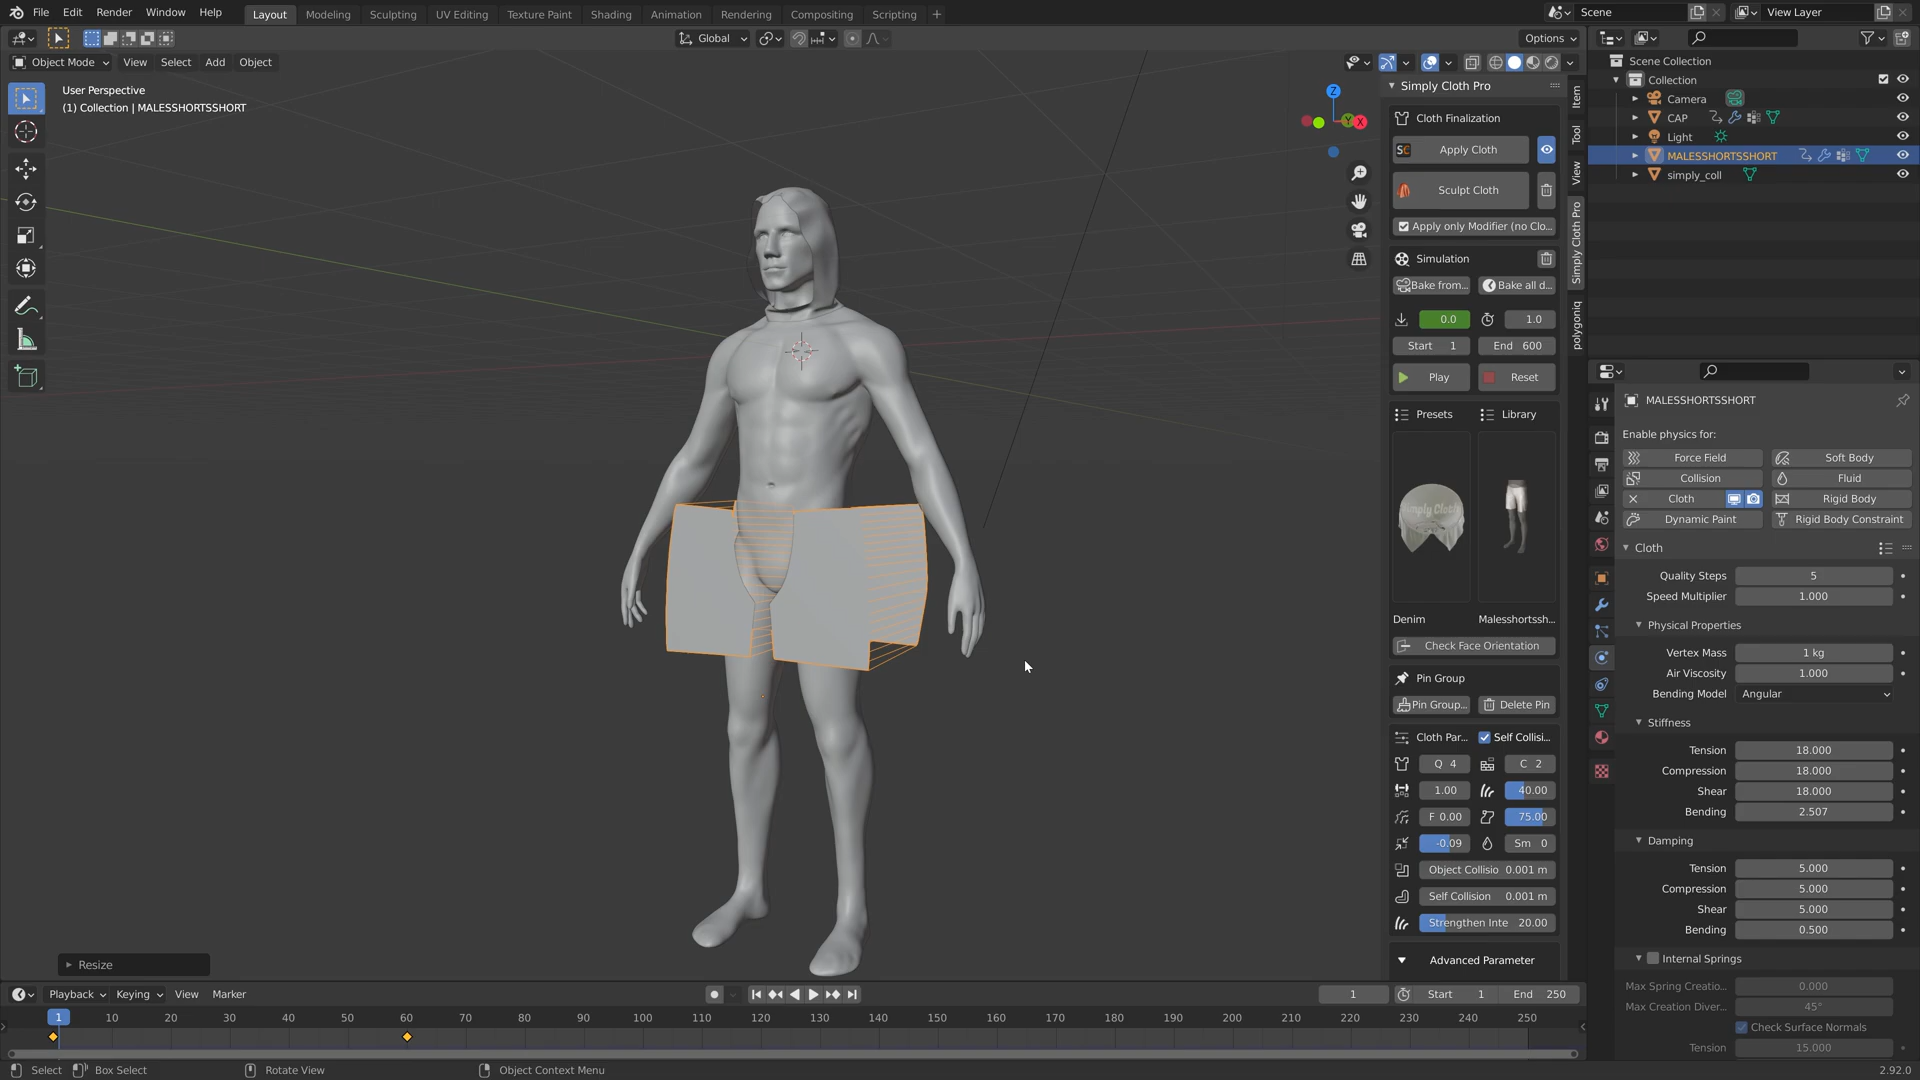 File Edit Render Window Help Layout Modeling Sculpting UV Editing Texture Paint Shading Animation Rendering Compositing Scripting Scene View Layer
Global Options
Object Mode View Select Add Object
User Perspective
(1) Collection | MALESSHORTSSHORT
Z
Y
X
Resize
Simply Cloth Pro
Cloth Finalization
SC Apply Cloth
Sculpt Cloth
Apply only Modifier (no Clo...
Simulation
Bake from... Bake all d...
0.0 1.0
Start 1 End 600
Play Reset
Presets Library
Simply Cloth
Denim Malesshortssh...
Check Face Orientation
Pin Group
Pin Group... Delete Pin
Cloth Par... Self Collisi...
Q 4 C 2
1.00 40.00
F 0.00 75.00
-0.09 Sm 0
Object Collisio 0.001 m
Self Collision 0.001 m
Strengthen Inte 20.00
Advanced Parameter
Item
Tool
View
Simply Cloth Pro
polygoniq
Scene Collection
Collection
Camera
CAP
Light
MALESSHORTSSHORT
simply_coll
MALESSHORTSSHORT
Enable physics for:
Force Field Soft Body
Collision Fluid
Cloth Rigid Body
Dynamic Paint Rigid Body Constraint
Cloth
Quality Steps 5
Speed Multiplier 1.000
Physical Properties
Vertex Mass 1 kg
Air Viscosity 1.000
Bending Model Angular
Stiffness
Tension 18.000
Compression 18.000
Shear 18.000
Bending 2.507
Damping
Tension 5.000
Compression 5.000
Shear 5.000
Bending 0.500
Internal Springs
Max Spring Creatio... 0.000
Max Creation Diver... 45°
Check Surface Normals
Tension 15.000
Playback Keying View Marker 1 Start 1 End 250
1 10 20 30 40 50 60 70 80 90 100 110 120 130 140 150 160 170 180 190 200 210 220 230 240 250
Select Box Select Rotate View Object Context Menu 2.92.0